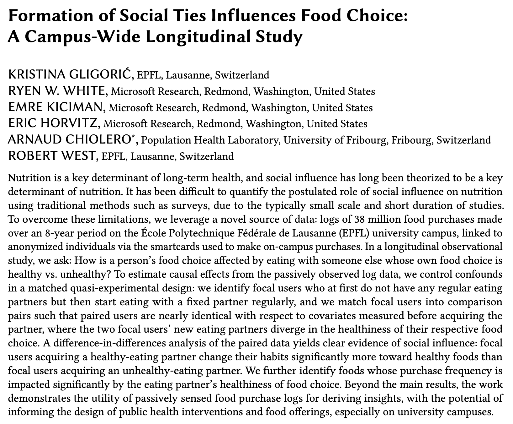 Formation of Social Ties Influences Food Choice:
A Campus-Wide Longitudinal Study
KRISTINA GLIGORIĆ, EPFL, Lausanne, Switzerland
RYEN W. WHITE, Microsoft Research, Redmond, Washington, United States
EMRE KICIMAN, Microsoft Research, Redmond, Washington, United States
ERIC HORVITZ, Microsoft Research, Redmond, Washington, United States
ARNAUD CHIOLERO*, Population Health Laboratory, University of Fribourg, Fribourg, Switzerland
ROBERT WEST, EPFL, Lausanne, Switzerland
Nutrition is a key determinant of long-term health, and social influence has long been theorized to be a key
determinant of nutrition. It has been difficult to quantify the postulated role of social influence on nutrition
using traditional methods such as surveys, due to the typically small scale and short duration of studies.
To overcome these limitations, we leverage a novel source of data: logs of 38 million food purchases made
over an 8-year period on the École Polytechnique Fédérale de Lausanne (EPFL) university campus, linked to
anonymized individuals via the smartcards used to make on-campus purchases. In a longitudinal observational
study, we ask: How is a person's food choice affected by eating with someone else whose own food choice is
healthy vs. unhealthy? To estimate causal effects from the passively observed log data, we control confounds
in a matched quasi-experimental design: we identify focal users who at first do not have any regular eating
partners but then start eating with a fixed partner regularly, and we match focal users into comparison
pairs such that paired users are nearly identical with respect to covariates measured before acquiring the
partner, where the two focal users' new eating partners diverge in the healthiness of their respective food
choice. A difference-in-differences analysis of the paired data yields clear evidence of social influence: focal
users acquiring a healthy-eating partner change their habits significantly more toward healthy foods than
focal users acquiring an unhealthy-eating partner. We further identify foods whose purchase frequency is
impacted significantly by the eating partner's healthiness of food choice. Beyond the main results, the work
demonstrates the utility of passively sensed food purchase logs for deriving insights, with the potential of
informing the design of public health interventions and food offerings, especially on university campuses.